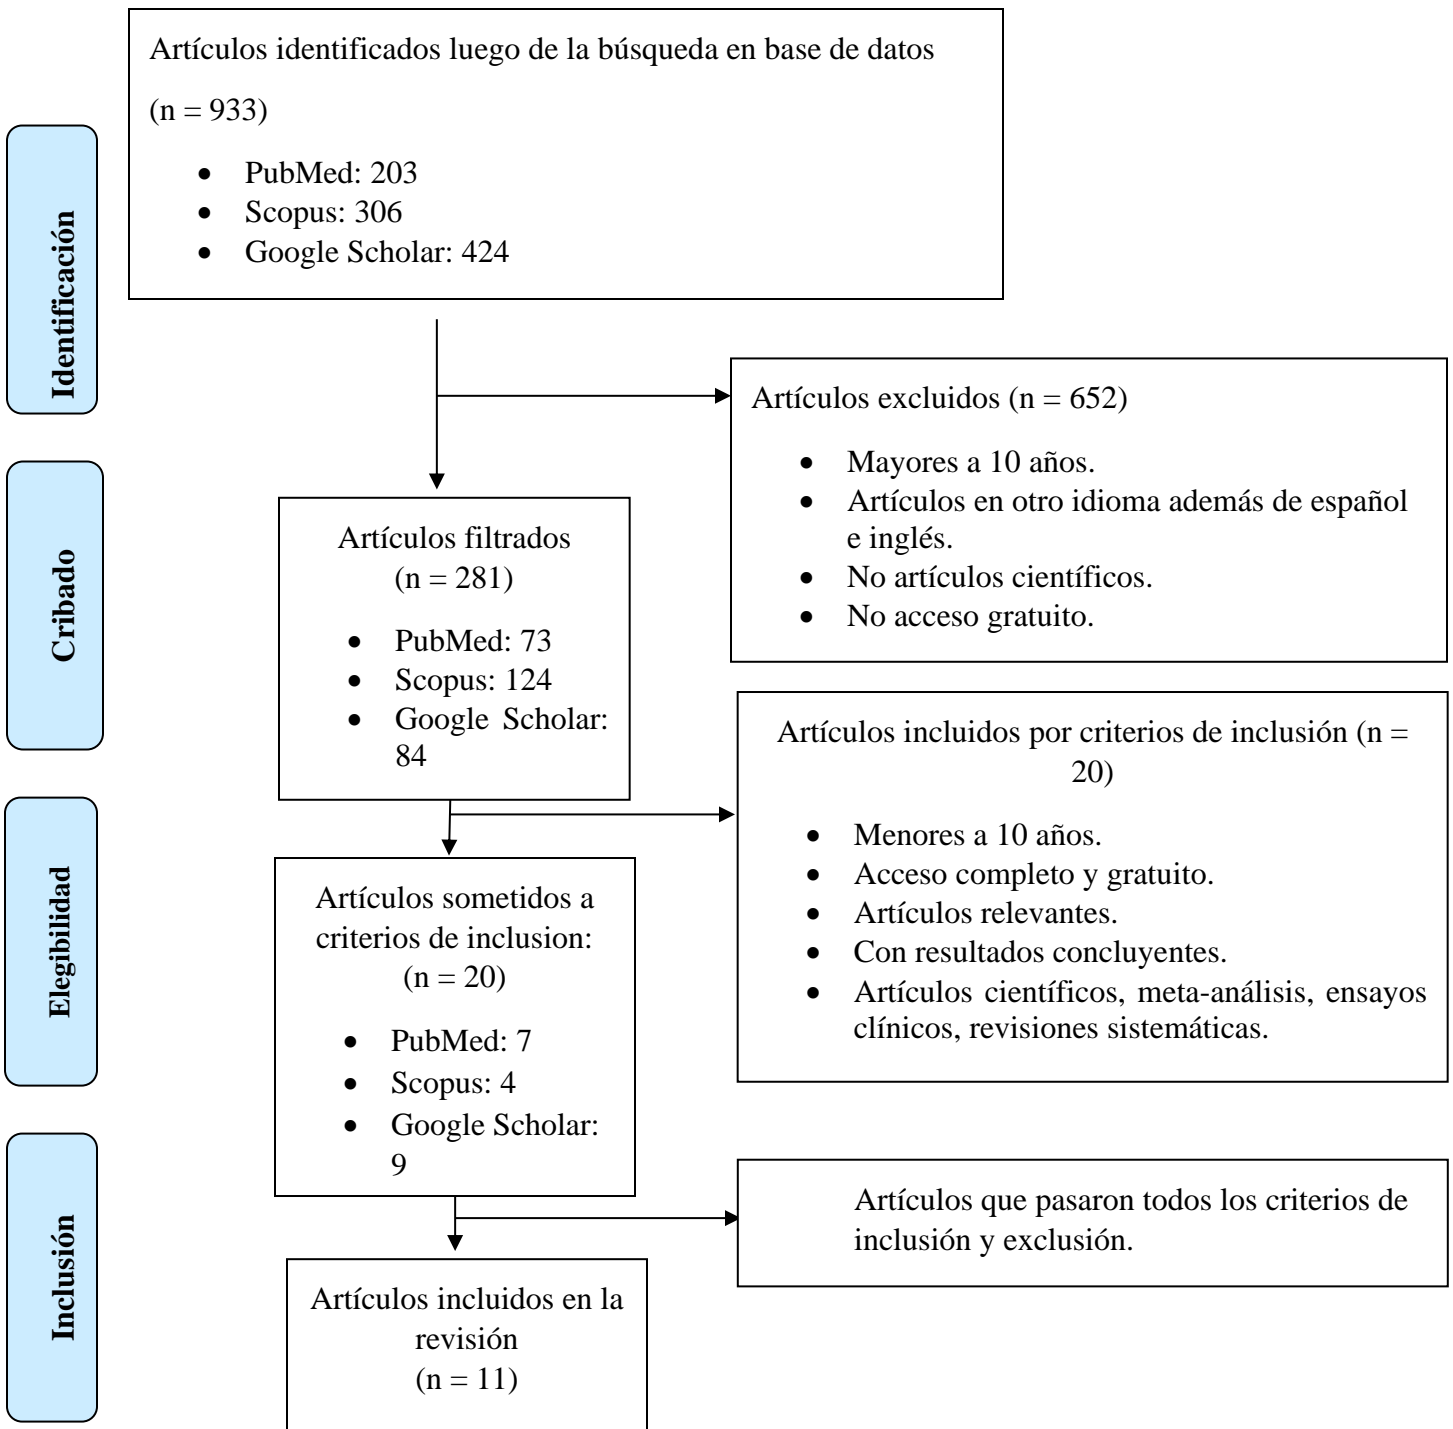 Artículos identificados luego de la búsqueda en base de datos
(n = 933)
• PubMed: 203
• Scopus: 306
• Google Scholar: 424
Identificación
Artículos excluidos (n = 652)
• Mayores a 10 años.
• Artículos en otro idioma además de español
e inglés.
• No artículos científicos.
• No acceso gratuito.
Cribado
Artículos filtrados
(n = 281)
• PubMed: 73
• Scopus: 124
• Google Scholar:
84
Artículos incluidos por criterios de inclusión (n =
20)
• Menores a 10 años.
• Acceso completo y gratuito.
• Artículos relevantes.
• Con resultados concluyentes.
• Artículos científicos, meta-análisis, ensayos
clínicos, revisiones sistemáticas.
Elegibilidad
Artículos sometidos a
criterios de inclusion:
(n = 20)
• PubMed: 7
• Scopus: 4
• Google Scholar:
9
Artículos que pasaron todos los criterios de
inclusión y exclusión.
Inclusión
Artículos incluidos en la
revisión
(n = 11)